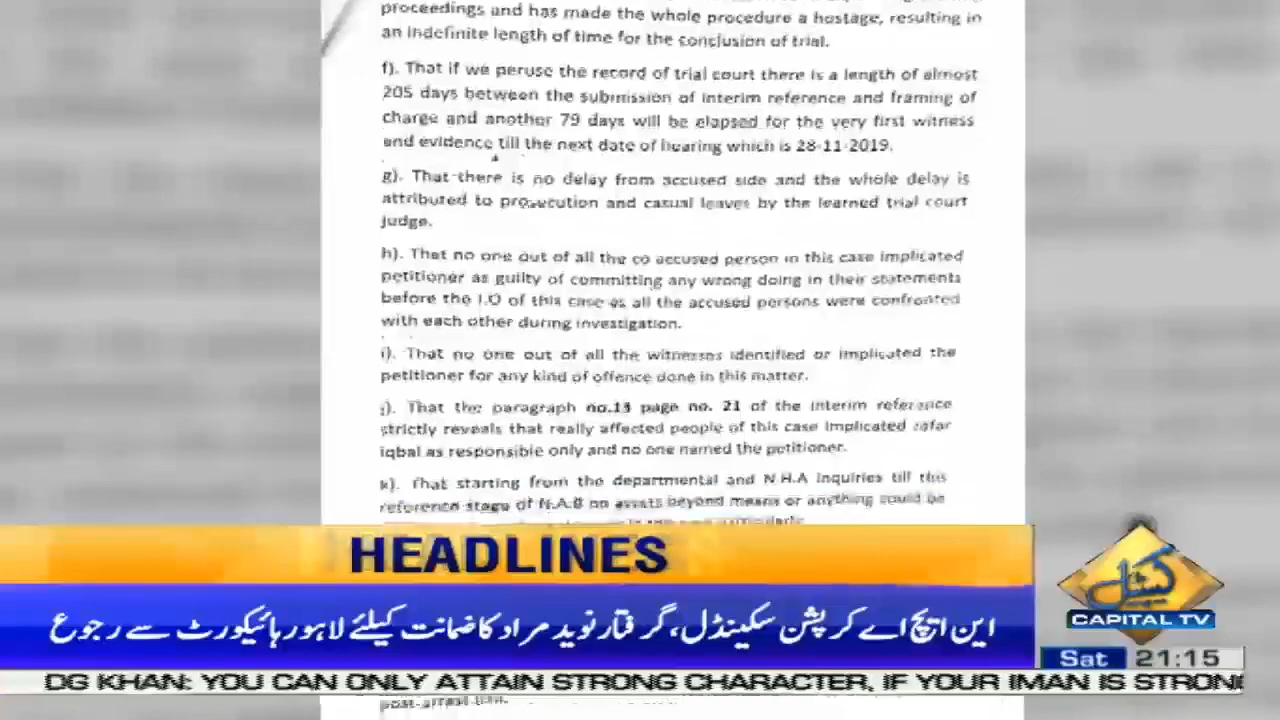 proceedings and has made the whole procedure a hostage, resulting in
an indefinite length of time for the conclusion of trial.
f). That if we peruse the record of trial court there is a length of almost
205 days between the submission of interim reference and framing of
charge and another 79 days will be elapsed for the very first witness
and evidence till the next date of hearing which is 28-11-2019.
g). That there is no delay from accused side and the whole delay is
attributed to prosecution and casual leaves by the learned trial court
judge.
h). That no one out of all the co accused person in this case implicated
petitioner as guilty of committing any wrong doing in their statements
before the I.O of this case as all the accused persons were confronted
with each other during investigation.
i). That no one out of all the witnesses identified or implicated the
petitioner for any kind of offence done in this matter.
j). That the paragraph no.13 page no. 21 of the interim reference
strictly reveals that really affected people of this case implicated zafar
iqbal as responsible only and no one named the petitioner.
k). That starting from the departmental and N.H.A inquiries till this
reference stage of N.A.B no assets beyond means or anything could be
HEADLINES
این ایچ اے کرپشن سکینڈل، گرفتار نوید مراد کا ضمانت کیلئے لاہور ہائیکورٹ سے رجوع
کیپیٹل
CAPITAL TV
Sat 21:15
DG KHAN: YOU CAN ONLY ATTAIN STRONG CHARACTER, IF YOUR IMAN IS STRONG